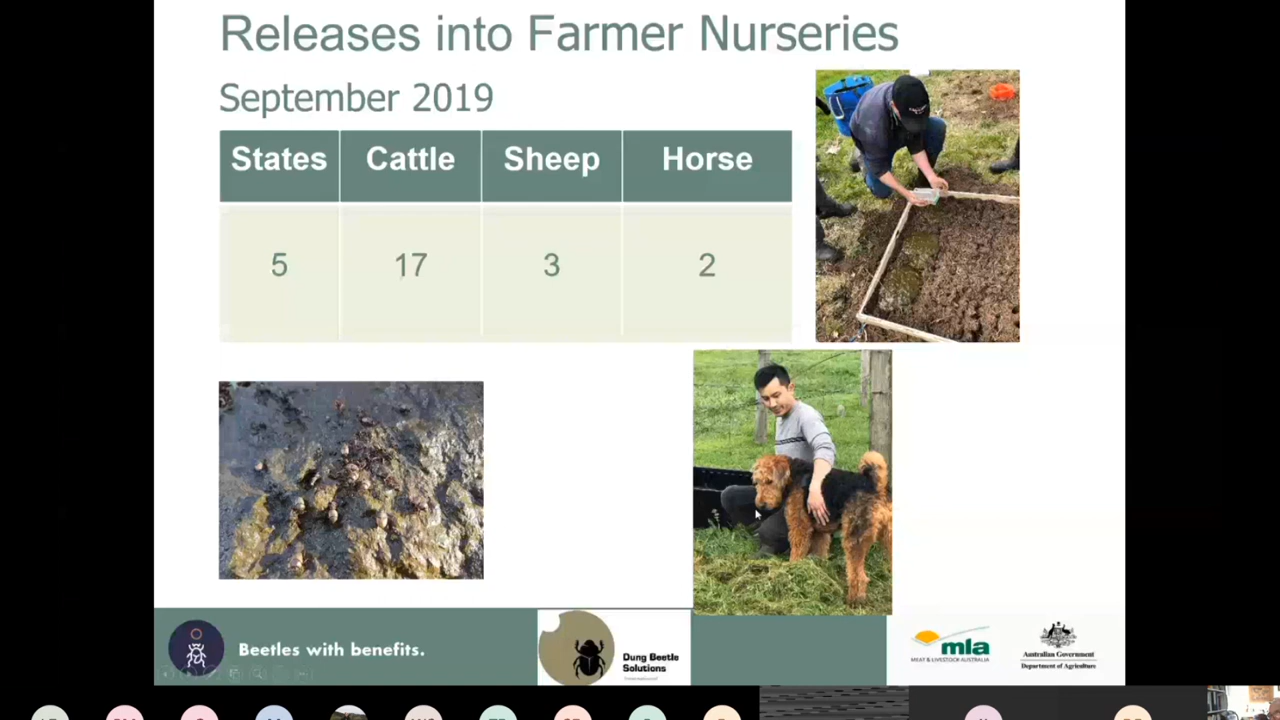 Releases into Farmer Nurseries
September 2019
States Cattle Sheep Horse
5 17 3 2
Beetles with benefits.
Dung Beetle
Solutions
mla
MEAT & LIVESTOCK AUSTRALIA
Australian Government
Department of Agriculture